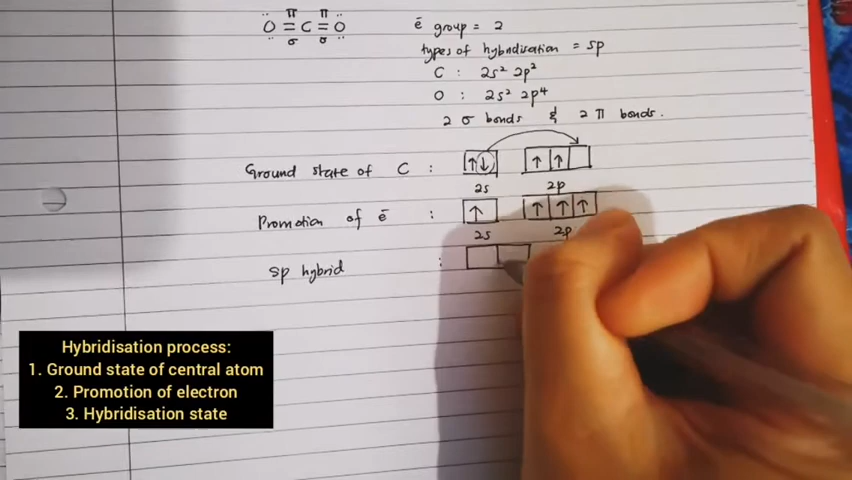 π π
:O = C = O:
σ σ
ē group = 2
types of hybridisation = sp
C : 2s² 2p²
O : 2s² 2p⁴
2 σ bonds & 2 π bonds.
Ground state of C : ↑↓ ↑ ↑
2s 2p
Promotion of ē : ↑ ↑ ↑ ↑
2s 2p
sp hybrid :
Hybridisation process:
1. Ground state of central atom
2. Promotion of electron
3. Hybridisation state